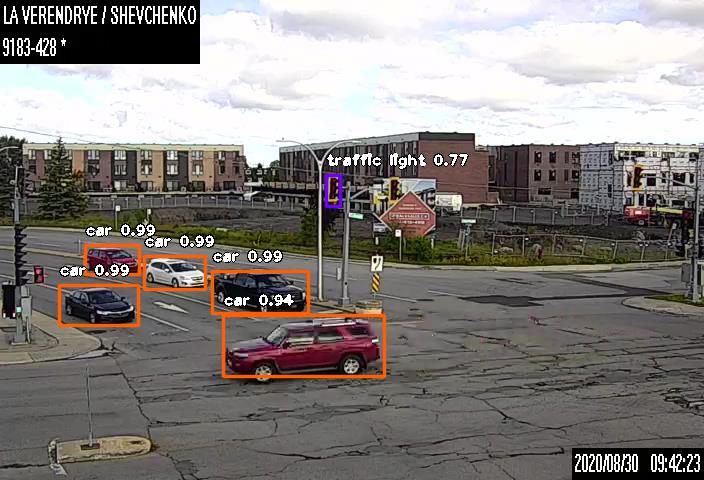 LA VERENDRYE / SHEVCHENKO
9183-428 *
traffic light 0.77
car 0.99
car 0.99
car 0.99
car 0.99
car 0.94
2020/08/30 09:42:23